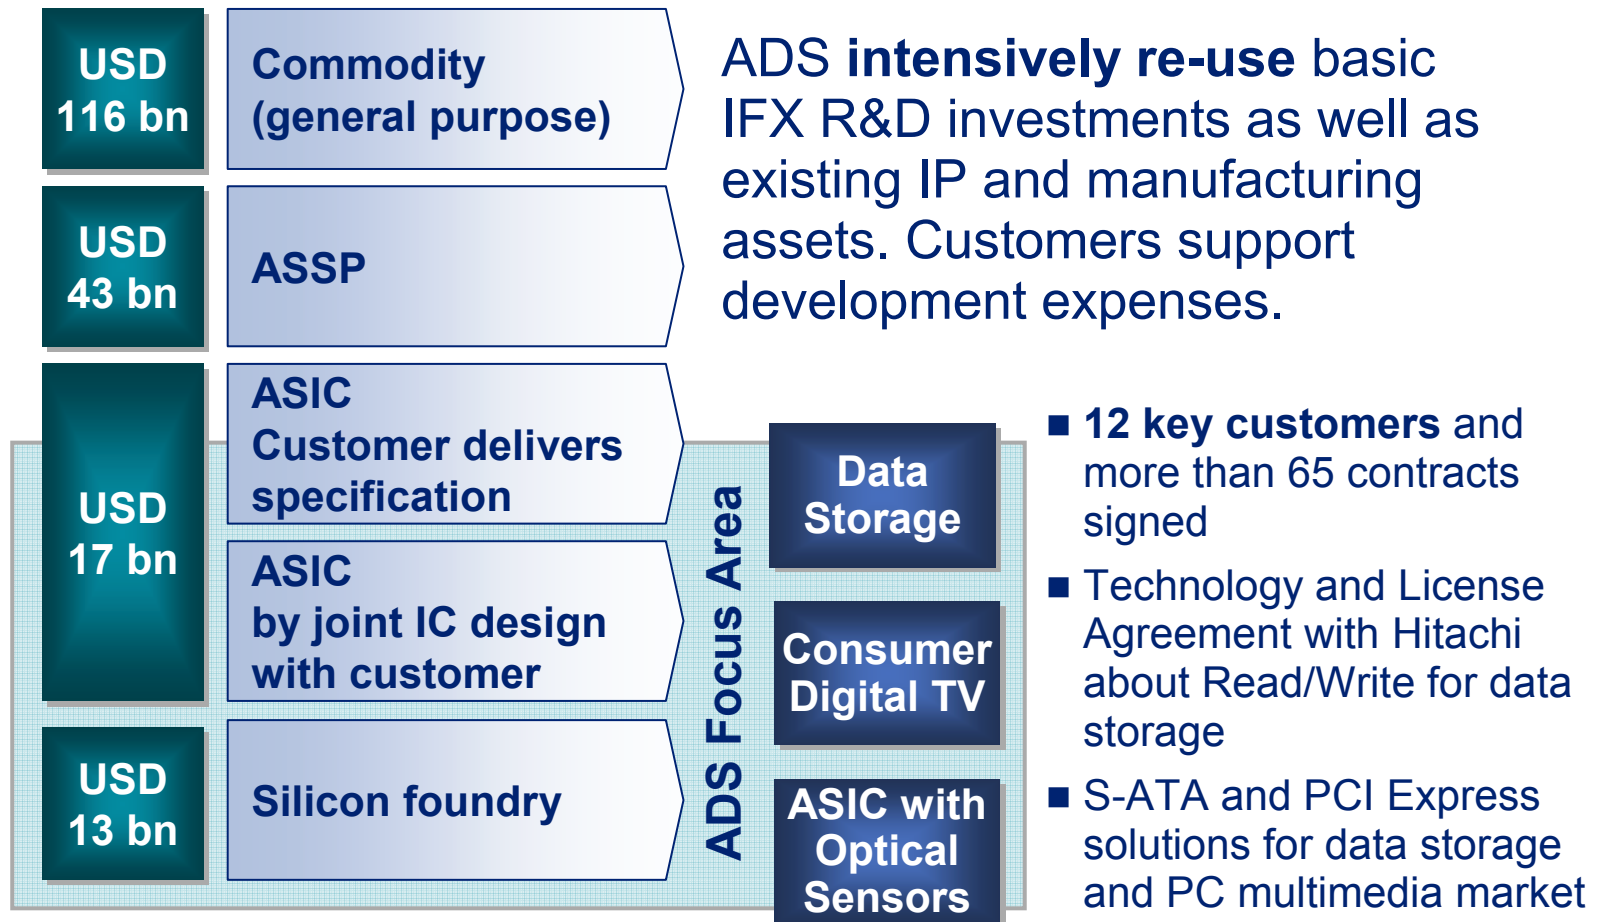 USD
116 bn
Commodity
(general purpose)
USD
43 bn
ASSP
USD
17 bn
ASIC
Customer delivers
specification
ASIC
by joint IC design
with customer
USD
13 bn
Silicon foundry
ADS Focus Area
Data
Storage
Consumer
Digital TV
ASIC with
Optical
Sensors
ADS intensively re-use basic
IFX R&D investments as well as
existing IP and manufacturing
assets. Customers support
development expenses.
■ 12 key customers and
more than 65 contracts
signed
■ Technology and License
Agreement with Hitachi
about Read/Write for data
storage
■ S-ATA and PCI Express
solutions for data storage
and PC multimedia market